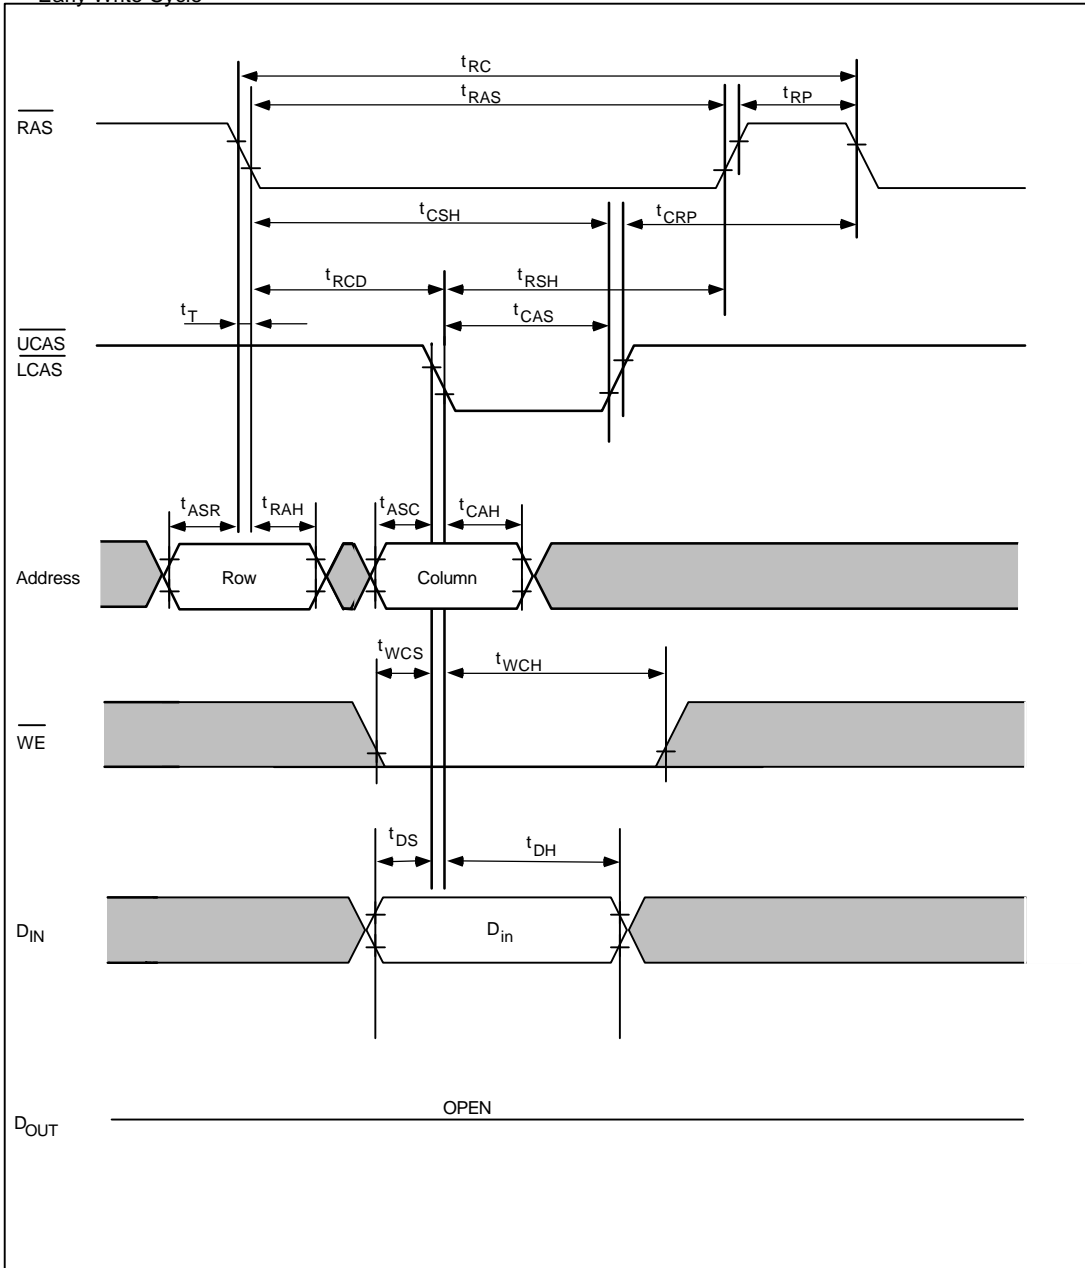 Early Write Cycle
tRC
tRAS
tRP
RAS
tCSH
tCRP
tRCD
tRSH
tT
tCAS
UCAS
LCAS
tASR
tRAH
tASC
tCAH
Address
Row
Column
tWCS
tWCH
WE
tDS
tDH
DIN
Din
OPEN
DOUT